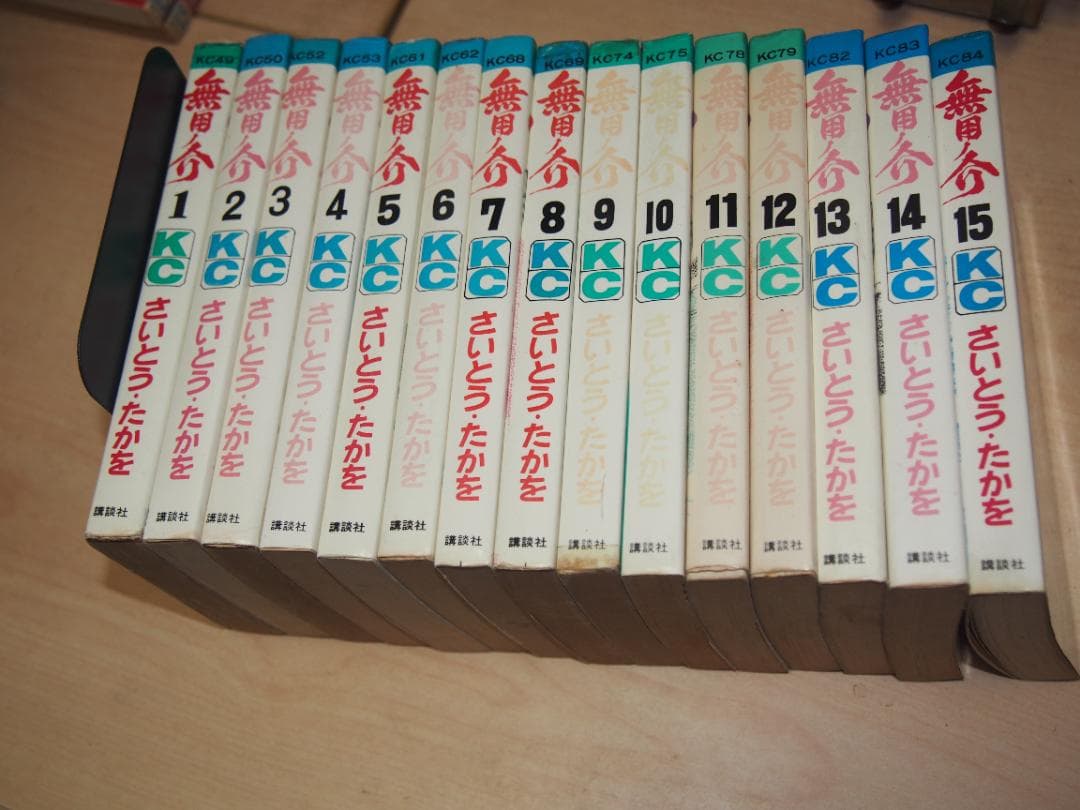 KC49
無用ノ介
1
KC
さいとう・たかを
講談社
KC50
無用ノ介
2
KC
さいとう・たかを
講談社
KC52
無用ノ介
3
KC
さいとう・たかを
講談社
KC53
無用ノ介
4
KC
さいとう・たかを
講談社
KC61
無用ノ介
5
KC
さいとう・たかを
講談社
KC62
無用ノ介
6
KC
さいとう・たかを
講談社
KC68
無用ノ介
7
KC
さいとう・たかを
講談社
KC69
無用ノ介
8
KC
さいとう・たかを
講談社
KC74
無用ノ介
9
KC
さいとう・たかを
講談社
KC75
無用ノ介
10
KC
さいとう・たかを
講談社
KC78
無用ノ介
11
KC
さいとう・たかを
講談社
KC79
無用ノ介
12
KC
さいとう・たかを
講談社
KC82
無用ノ介
13
KC
さいとう・たかを
講談社
KC83
無用ノ介
14
KC
さいとう・たかを
講談社
KC84
無用ノ介
15
KC
さいとう・たかを
講談社